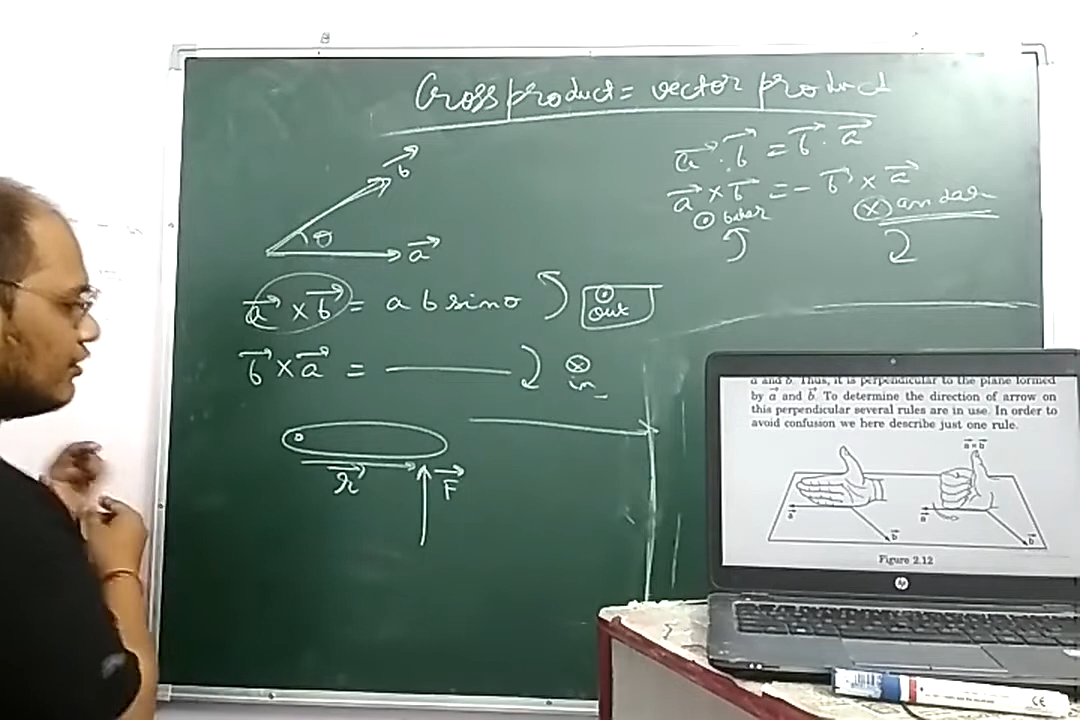 Cross product = vector product
b⃗
θ
a⃗
a⃗ · b⃗ = b⃗ · a⃗
a⃗ × b⃗ = - b⃗ × a⃗
⊙ bahar ⊗ andar
a⃗ × b⃗ = a b sinθ ⊙ out
b⃗ × a⃗ = ⊗ in
r⃗ F⃗
a and b. Thus, it is perpendicular to the plane formed
by a⃗ and b⃗. To determine the direction of arrow on
this perpendicular several rules are in use. In order to
avoid confusion we here describe just one rule.
a⃗ × b⃗
a⃗ b⃗ a⃗ b⃗
Figure 2.12
hp